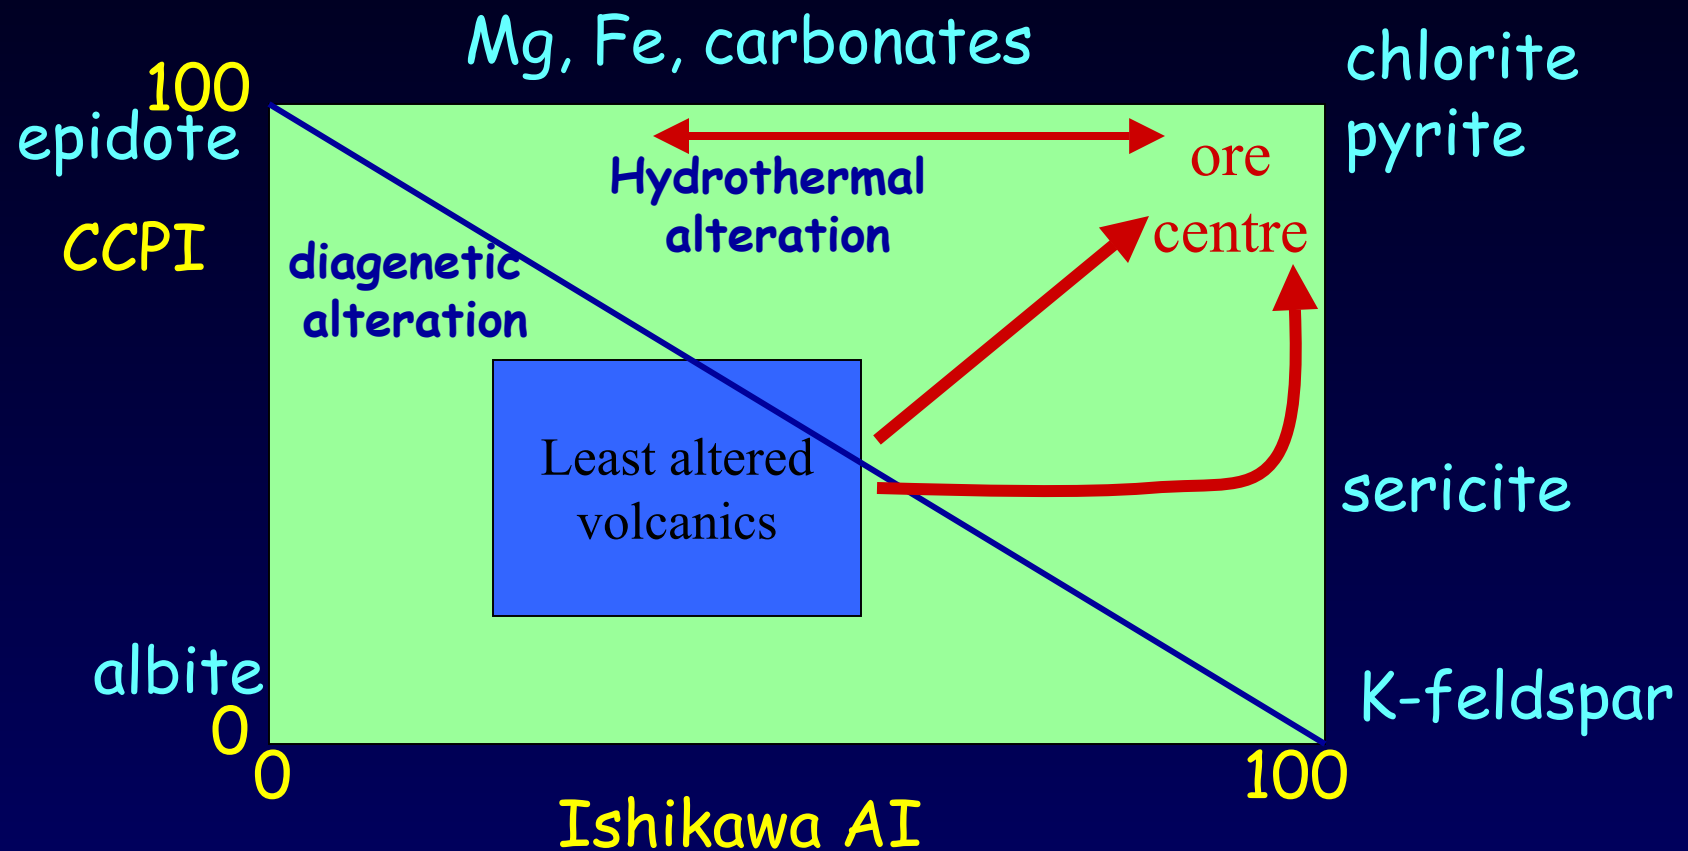 Mg, Fe, carbonates
chlorite
pyrite
100
epidote
CCPI
ore
centre
Hydrothermal
alteration
diagenetic
alteration
Least altered
volcanics
sericite
albite
K-feldspar
0
0
100
Ishikawa AI